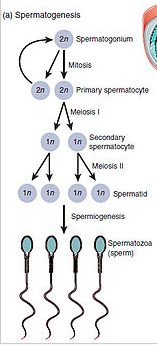 (a) Spermatogenesis
2n
Spermatogonium
Mitosis
2n
2n
Primary spermatocyte
Meiosis I
1n
1n
Secondary
spermatocyte
Meiosis II
1n
1n
1n
1n
Spermatid
Spermiogenesis
Spermatozoa
(sperm)